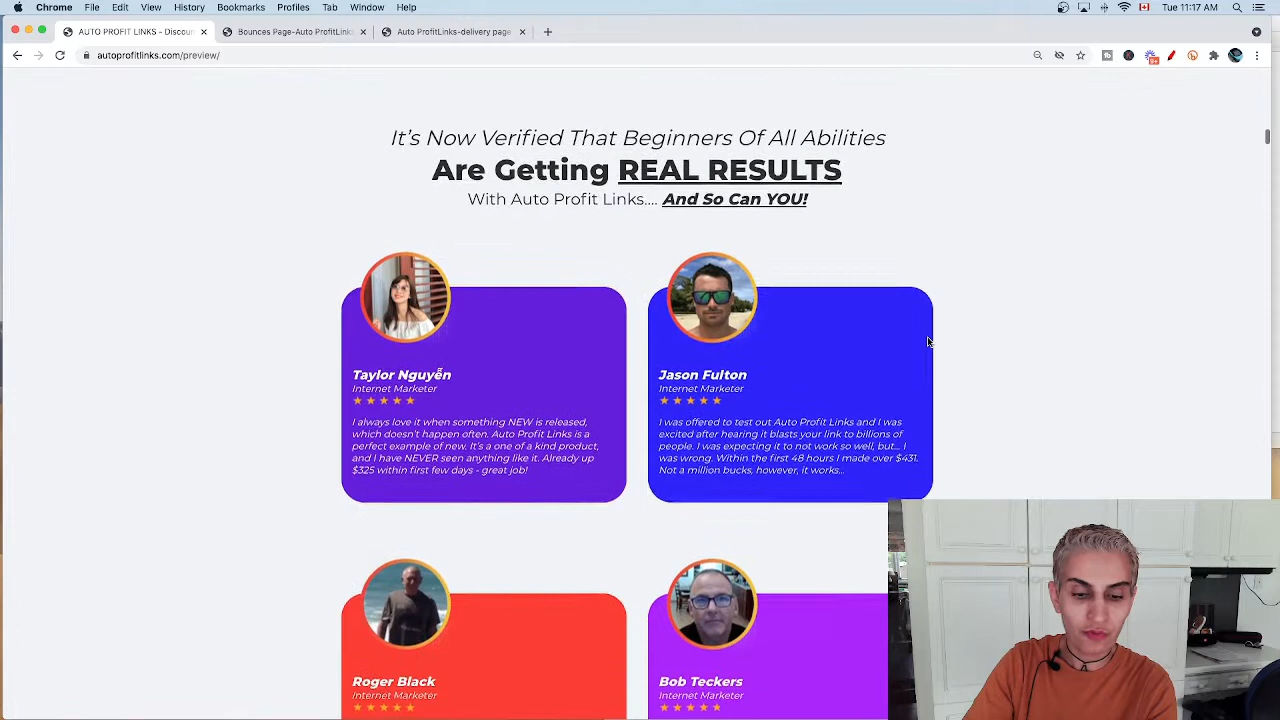 Chrome File Edit View History Bookmarks Profiles Tab Window Help Tue 11:17 AM
AUTO PROFIT LINKS - Discoun Bounces Page-Auto ProfitLinks Auto ProfitLinks-delivery page
autoprofitlinks.com/preview/
9+
It's Now Verified That Beginners Of All Abilities
Are Getting REAL RESULTS
With Auto Profit Links.... And So Can YOU!
Taylor Nguyễn
Internet Marketer
I always love it when something NEW is released,
which doesn't happen often. Auto Profit Links is a
perfect example of new. It's a one of a kind product,
and I have NEVER seen anything like it. Already up
$325 within first few days - great job!
Jason Fulton
Internet Marketer
I was offered to test out Auto Profit Links and I was
excited after hearing it blasts your link to billions of
people. I was expecting it to not work so well, but... I
was wrong. Within the first 48 hours I made over $431.
Not a million bucks, however, it works...
Roger Black
Internet Marketer
Bob Teckers
Internet Marketer